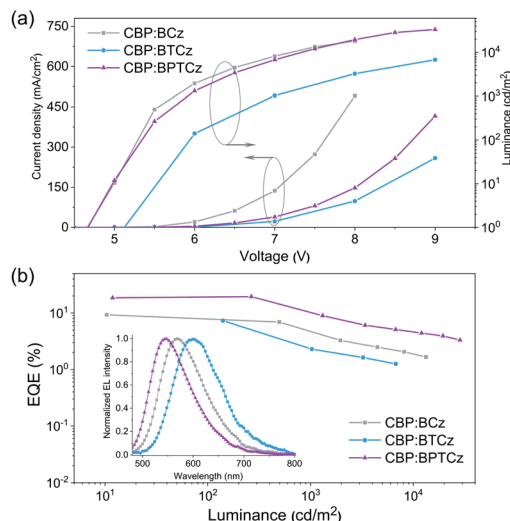 (a)
CBP:BCz
CBP:BTCz
CBP:BPTCz
Current density(mA/cm²)
750
600
450
300
150
0
Luminance(cd/m²)
10⁴
10³
10²
10¹
10⁰
5 6 7 8 9
Voltage (V)
(b)
EQE (%)
10¹
10⁰
10⁻¹
10⁻²
Normalized EL intensity
1.0
0.8
0.6
0.4
0.2
0.0
500 600 700 800
Wavelength (nm)
CBP:BCz
CBP:BTCz
CBP:BPTCz
10¹ 10² 10³ 10⁴
Luminance (cd/m²)